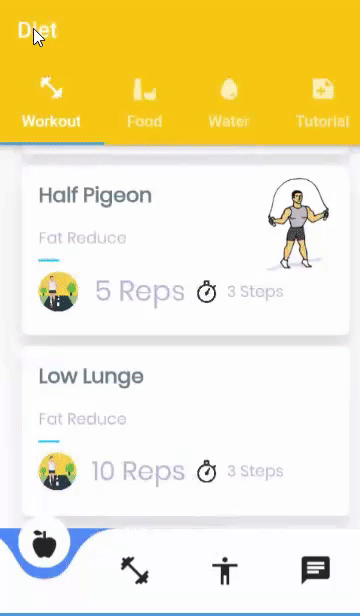 Diet
Workout Food Water Tutorial
Half Pigeon
Fat Reduce
5 Reps 3 Steps
Low Lunge
Fat Reduce
10 Reps 3 Steps